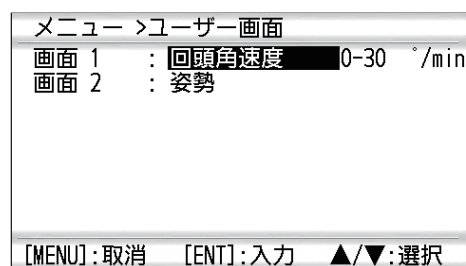 メニュー >ユーザー画面
画面 1 : 回頭角速度 0-30 °/min
画面 2 : 姿勢
[MENU]:取消 [ENT]:入力 ▲/▼:選択